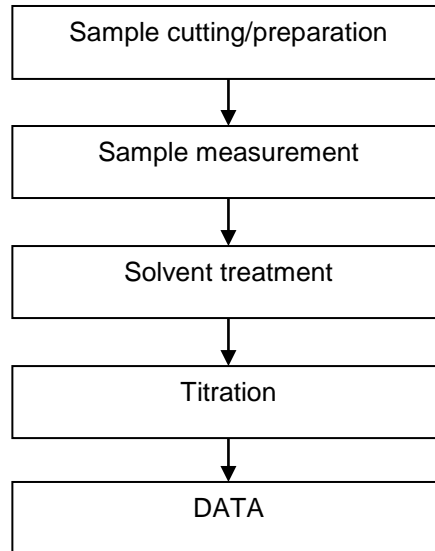 Sample cutting/preparation
Sample measurement
Solvent treatment
Titration
DATA